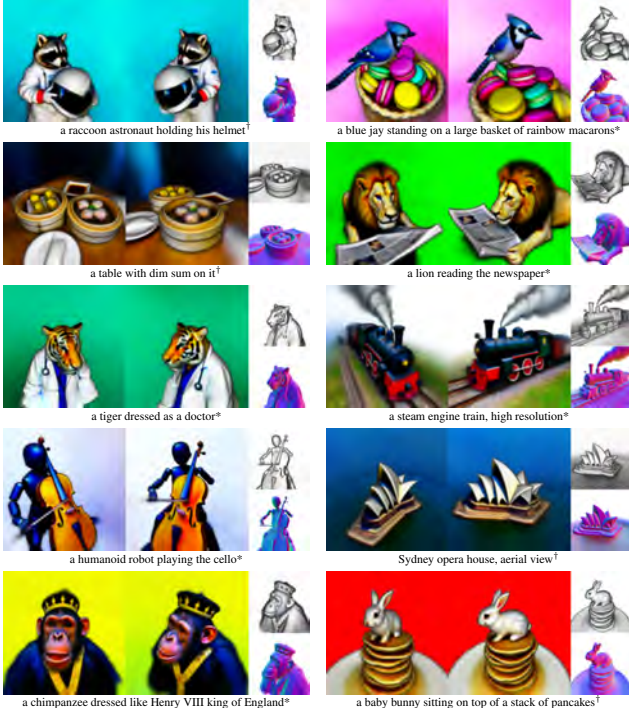 a raccoon astronaut holding his helmet†
a blue jay standing on a large basket of rainbow macarons*
a table with dim sum on it†
a lion reading the newspaper*
a tiger dressed as a doctor*
a steam engine train, high resolution*
a humanoid robot playing the cello*
Sydney opera house, aerial view†
a chimpanzee dressed like Henry VIII king of England*
a baby bunny sitting on top of a stack of pancakes†